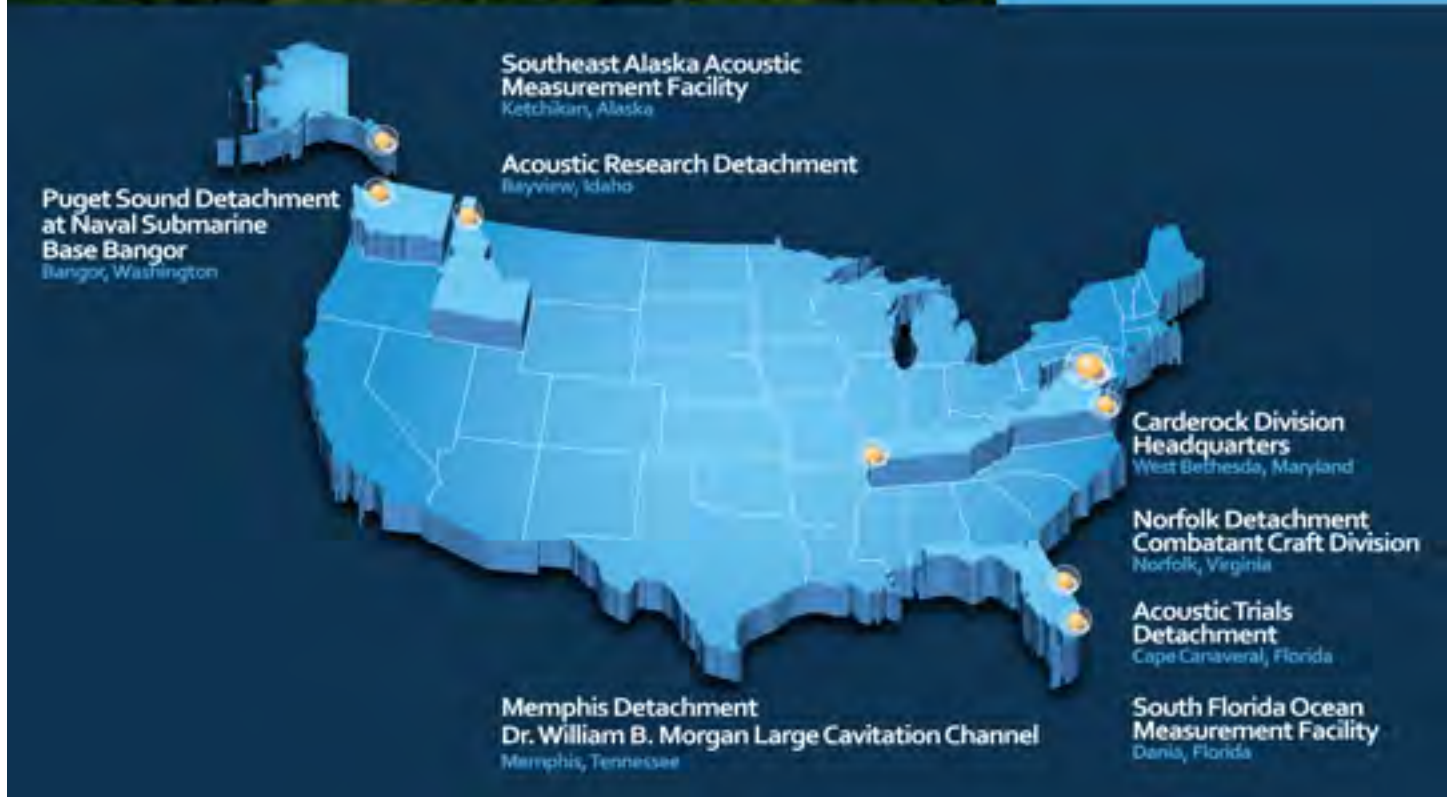 Southeast Alaska Acoustic
Measurement Facility
Ketchikan, Alaska
Acoustic Research Detachment
Bayview, Idaho
Puget Sound Detachment
at Naval Submarine
Base Bangor
Bangor, Washington
Carderock Division
Headquarters
West Bethesda, Maryland
Norfolk Detachment
Combatant Craft Division
Norfolk, Virginia
Acoustic Trials
Detachment
Cape Canaveral, Florida
South Florida Ocean
Measurement Facility
Dania, Florida
Memphis Detachment
Dr. William B. Morgan Large Cavitation Channel
Memphis, Tennessee